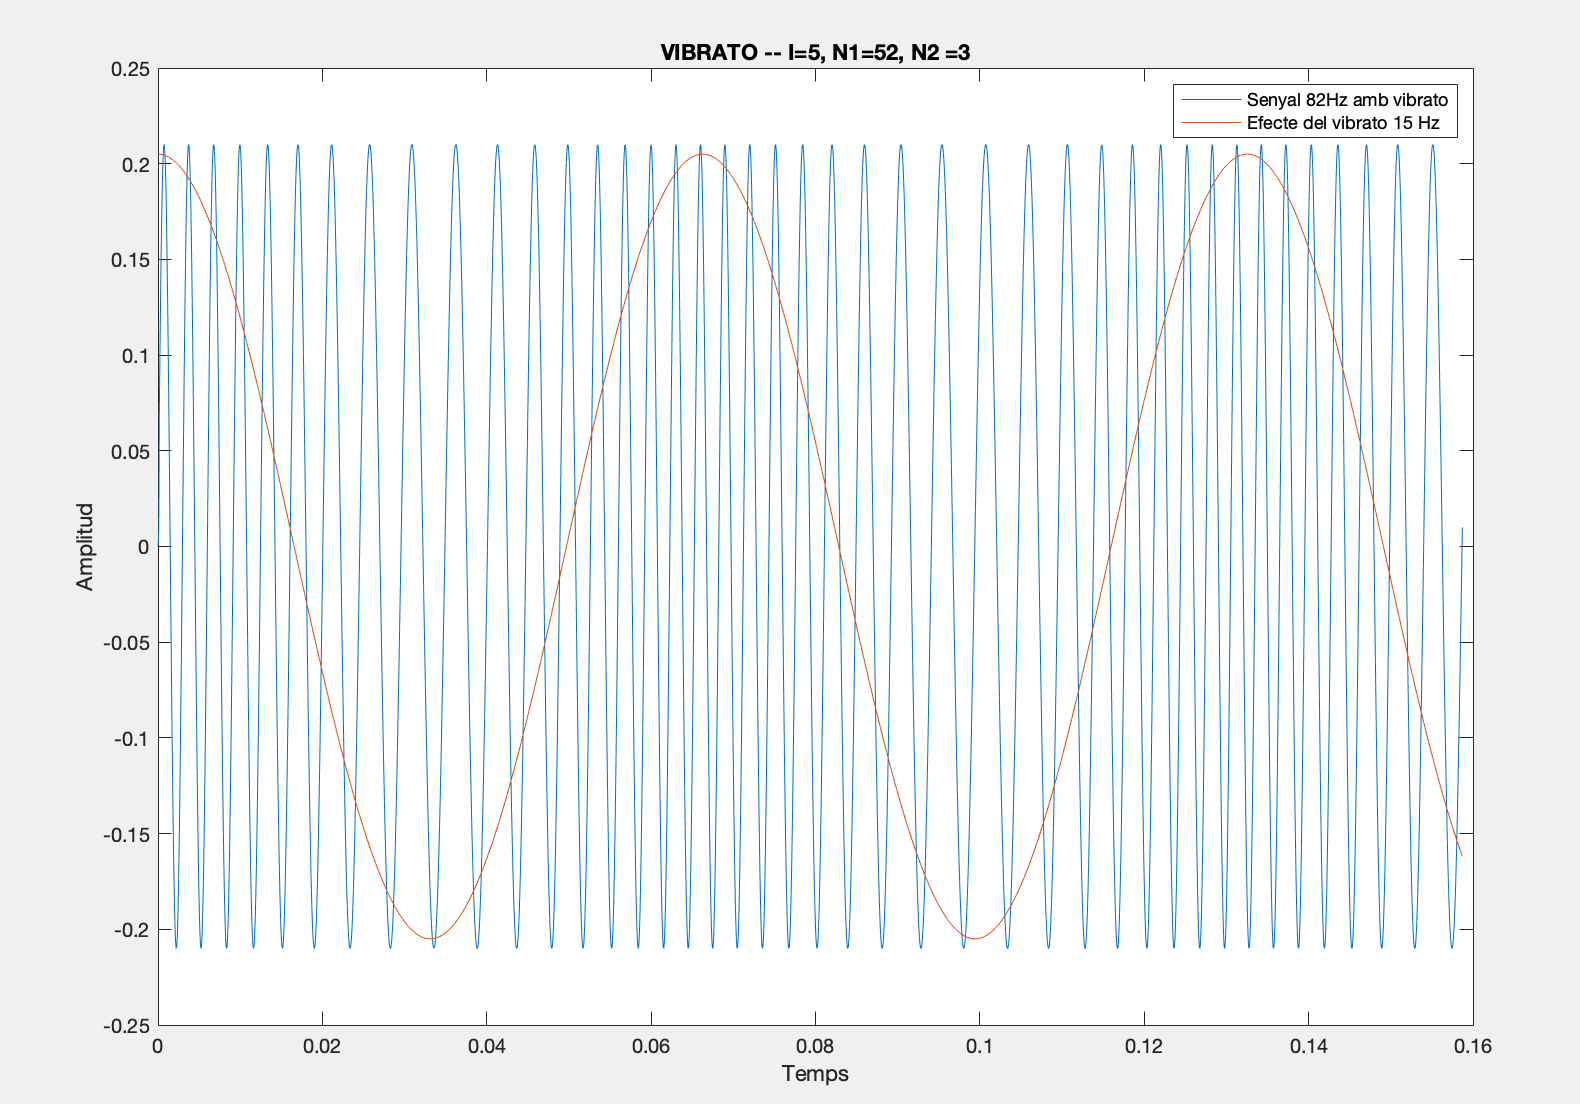 VIBRATO -- I=5, N1=52, N2 =3
Senyal 82Hz amb vibrato
Efecte del vibrato 15 Hz
0.25
0.2
0.15
0.1
0.05
0
-0.05
-0.1
-0.15
-0.2
-0.25
Amplitud
0 0.02 0.04 0.06 0.08 0.1 0.12 0.14 0.16
Temps